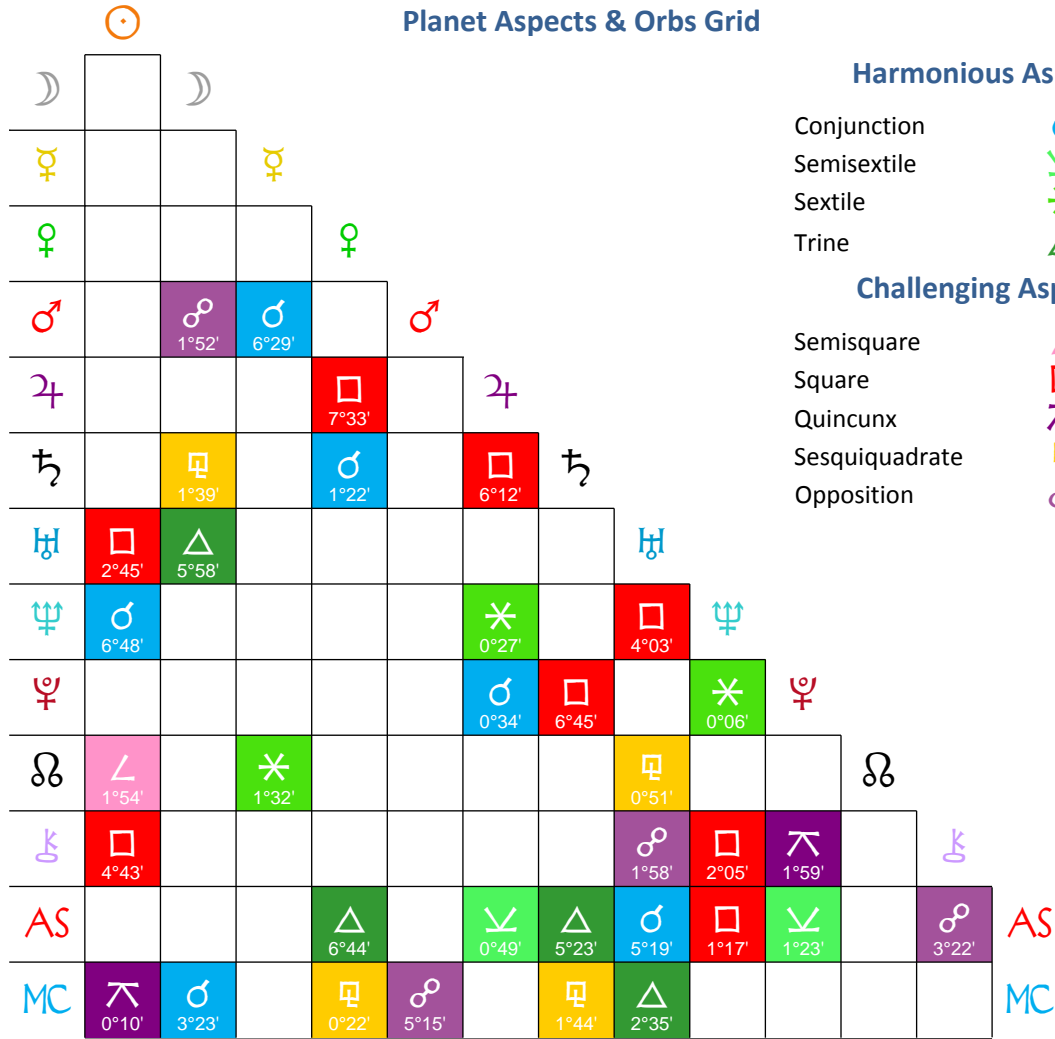 Planet Aspects & Orbs Grid
Harmonious As
Conjunction
Semisextile
Sextile
Trine
Challenging Asp
Semisquare
Square
Quincunx
Sesquiquadrate
Opposition
☉
☽ ☽
☿ ☿
♀ ♀
♂ ☍ 1°52' ☌ 6°29' ♂
♃ □ 7°33' ♃
♄ ⚼ 1°39' ☌ 1°22' □ 6°12' ♄
♅ □ 2°45' △ 5°58' ♅
♆ ☌ 6°48' ⚹ 0°27' □ 4°03' ♆
♇ ☌ 0°34' □ 6°45' ⚹ 0°06' ♇
☊ ∠ 1°54' ⚹ 1°32' ⚼ 0°51' ☊
⚷ □ 4°43' ☍ 1°58' □ 2°05' ⚻ 1°59' ⚷
AS △ 6°44' ⚺ 0°49' △ 5°23' ☌ 5°19' □ 1°17' ⚺ 1°23' ☍ 3°22' AS
MC ⚻ 0°10' ☌ 3°23' ⚼ 0°22' ☍ 5°15' ⚼ 1°44' △ 2°35' MC